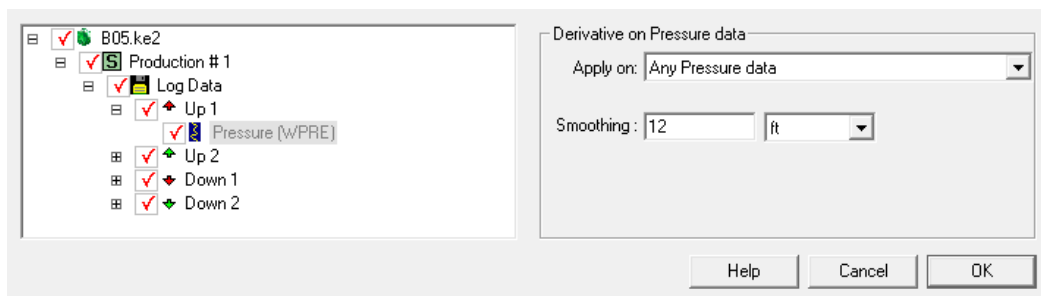 B05.ke2
S Production # 1
Log Data
Up 1
Pressure (WPRE)
Up 2
Down 1
Down 2
Derivative on Pressure data
Apply on: Any Pressure data
Smoothing : 12 ft
Help Cancel OK